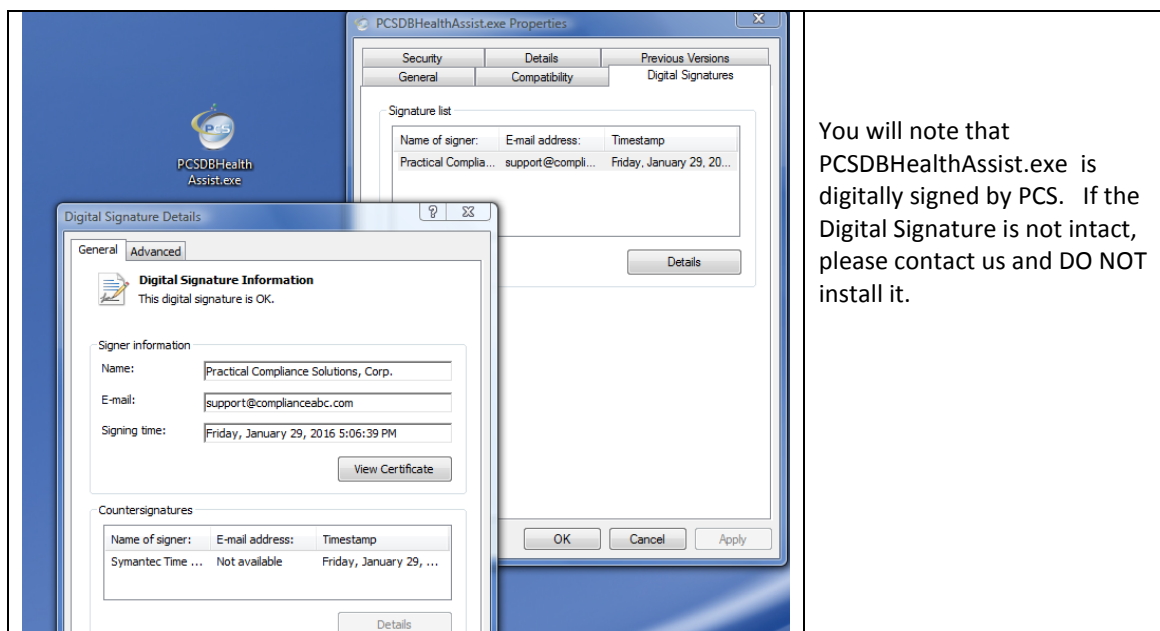 PCSDBHealthAssist.exe Properties
Security
Details
Previous Versions
General
Compatibility
Digital Signatures
Signature list
Name of signer:
E-mail address:
Timestamp
Practical Complia...
support@compli...
Friday, January 29, 20...
Details
OK
Cancel
Apply
PCS
PCSDBHealth
Assist.exe
Digital Signature Details
General
Advanced
Digital Signature Information
This digital signature is OK.
Signer information
Name:
Practical Compliance Solutions, Corp.
E-mail:
support@complianceabc.com
Signing time:
Friday, January 29, 2016 5:06:39 PM
View Certificate
Countersignatures
Name of signer:
E-mail address:
Timestamp
Symantec Time ...
Not available
Friday, January 29, ...
Details
You will note that
PCSDBHealthAssist.exe is
digitally signed by PCS. If the
Digital Signature is not intact,
please contact us and DO NOT
install it.